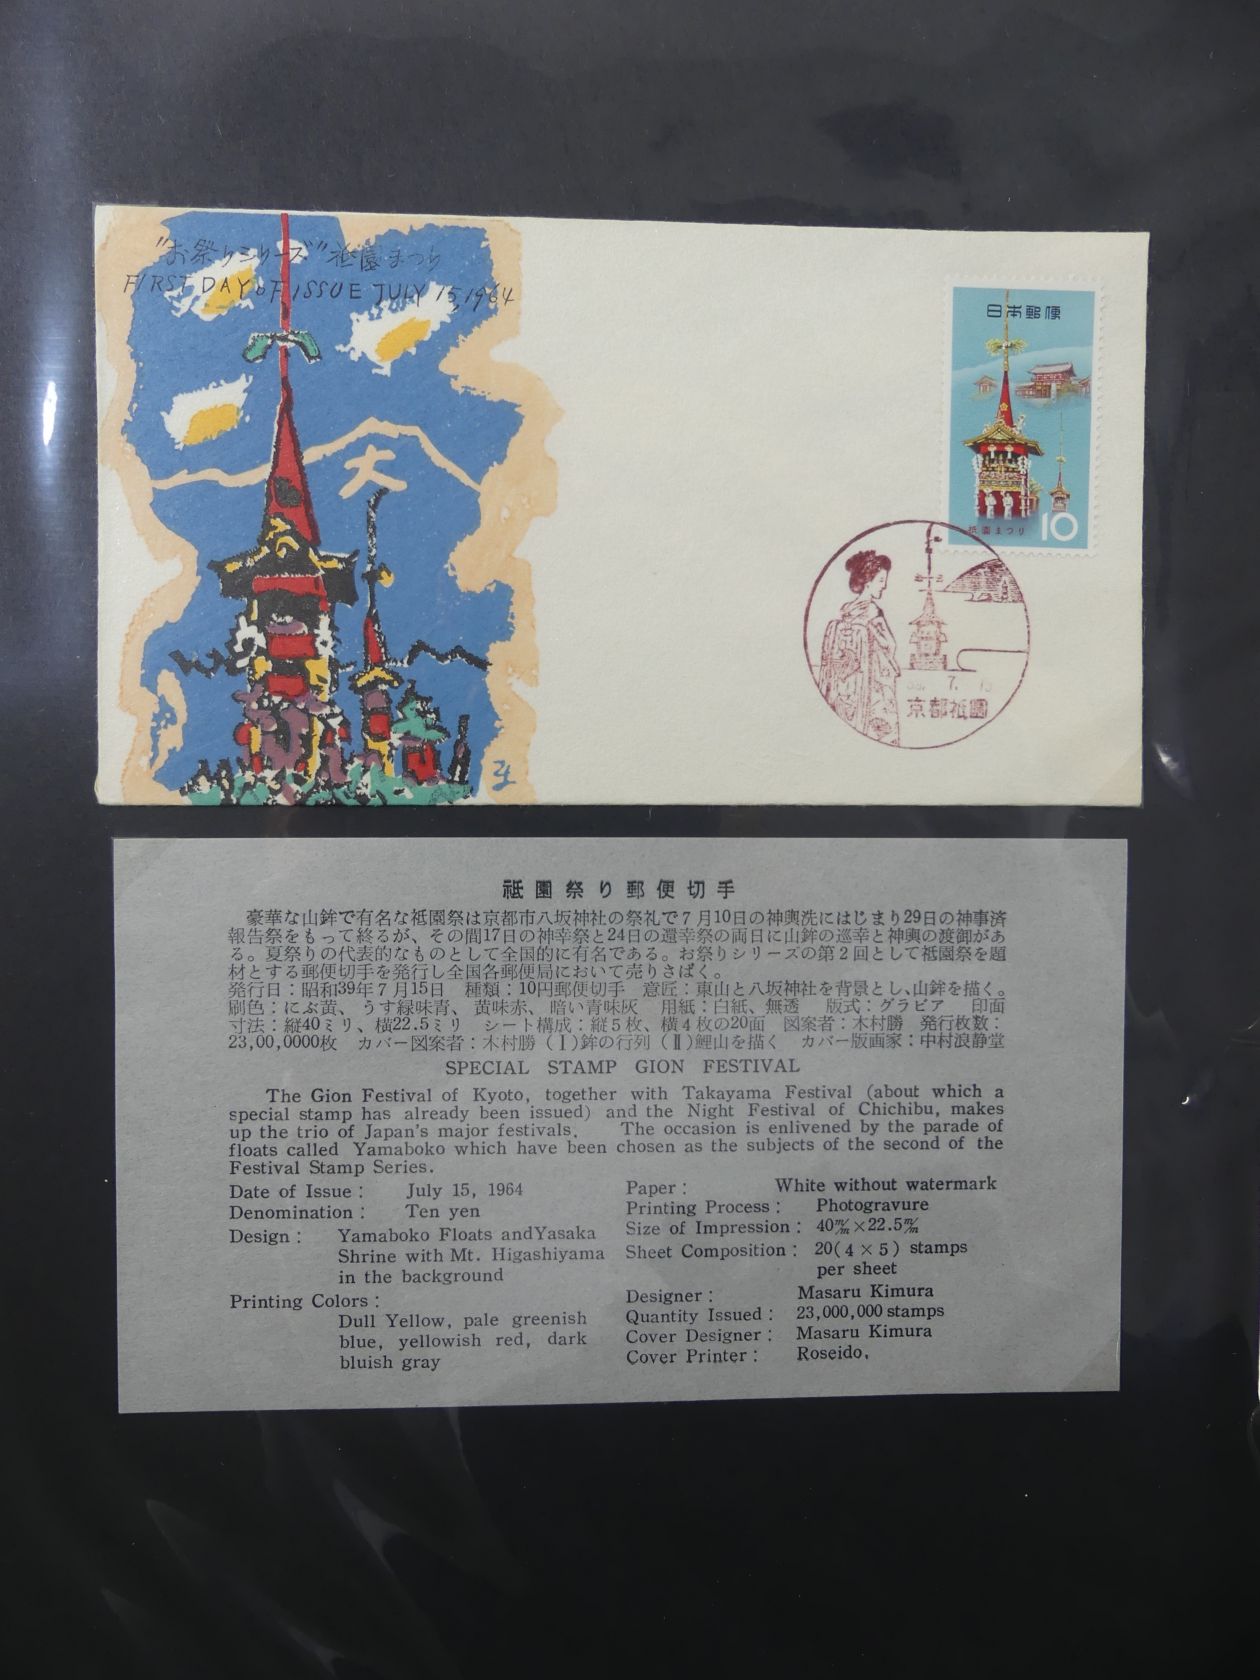 "お祭りシリーズ"祇園まつり
FIRST DAY OF ISSUE JULY 15, 1964
大
日本郵便
祇園まつり
10
7.
京都祇園
祇園祭り郵便切手
豪華な山鉾で有名な祇園祭は京都市八坂神社の祭礼で7月10日の神輿洗にはじまり29日の神事済
報告祭をもって終るが、その間17日の神幸祭と24日の還幸祭の両日に山鉾の巡幸と神輿の渡御があ
る。夏祭りの代表的なものとして全国的に有名である。お祭りシリーズの第2回として祗園祭を題
材とする郵便切手を発行し全国各郵便局において売りさばく。
発行日：昭和39年7月15日　種類：10円郵便切手　意匠：東山と八坂神社を背景とし、山鉾を描く。
刷色：にぶ黄、うす緑味青、黄味赤、暗い青味灰　用紙：白紙、無透　版式：グラビア　印面
寸法：縦40ミリ、横22.5ミリ　シート構成：縦5枚、横4枚の20面　図案者：木村勝　発行枚数：
23,00,0000枚　カバー図案者：木村勝（Ⅰ）鉾の行列（Ⅱ）鯉山を描く　カバー版画家：中村浪静堂
SPECIAL STAMP GION FESTIVAL
The Gion Festival of Kyoto, together with Takayama Festival (about which a
special stamp has already been issued) and the Night Festival of Chichibu, makes
up the trio of Japan's major festivals. The occasion is enlivened by the parade of
floats called Yamaboko which have been chosen as the subjects of the second of the
Festival Stamp Series.
Date of Issue : July 15, 1964
Denomination : Ten yen
Design : Yamaboko Floats andYasaka
Shrine with Mt. Higashiyama
in the background
Printing Colors :
Dull Yellow, pale greenish
blue, yellowish red, dark
bluish gray
Paper : White without watermark
Printing Process : Photogravure
Size of Impression : 40m/m×22.5m/m
Sheet Composition : 20(4×5) stamps
per sheet
Designer : Masaru Kimura
Quantity Issued : 23,000,000 stamps
Cover Designer : Masaru Kimura
Cover Printer : Roseido,